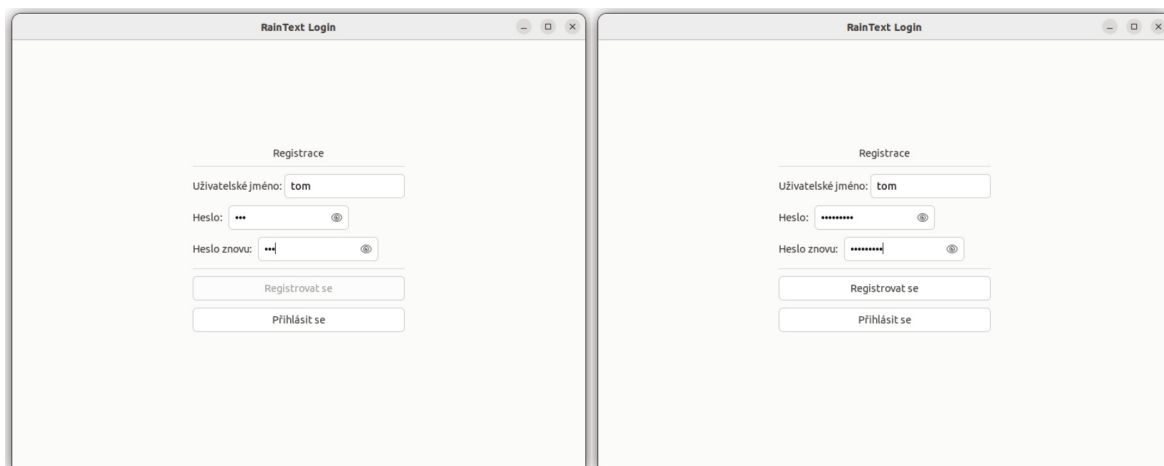 RainText Login
Registrace
Uživatelské jméno: tom
Heslo: •••
Heslo znovu: •••
Registrovat se
Přihlásit se
RainText Login
Registrace
Uživatelské jméno: tom
Heslo: •••••••••
Heslo znovu: •••••••••
Registrovat se
Přihlásit se